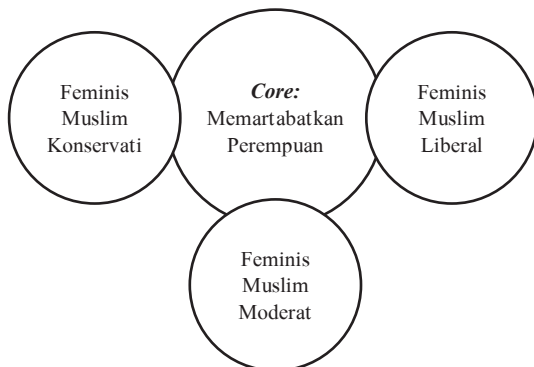 Feminis
Muslim
Konservati
Core:
Memartabatkan
Perempuan
Feminis
Muslim
Liberal
Feminis
Muslim
Moderat